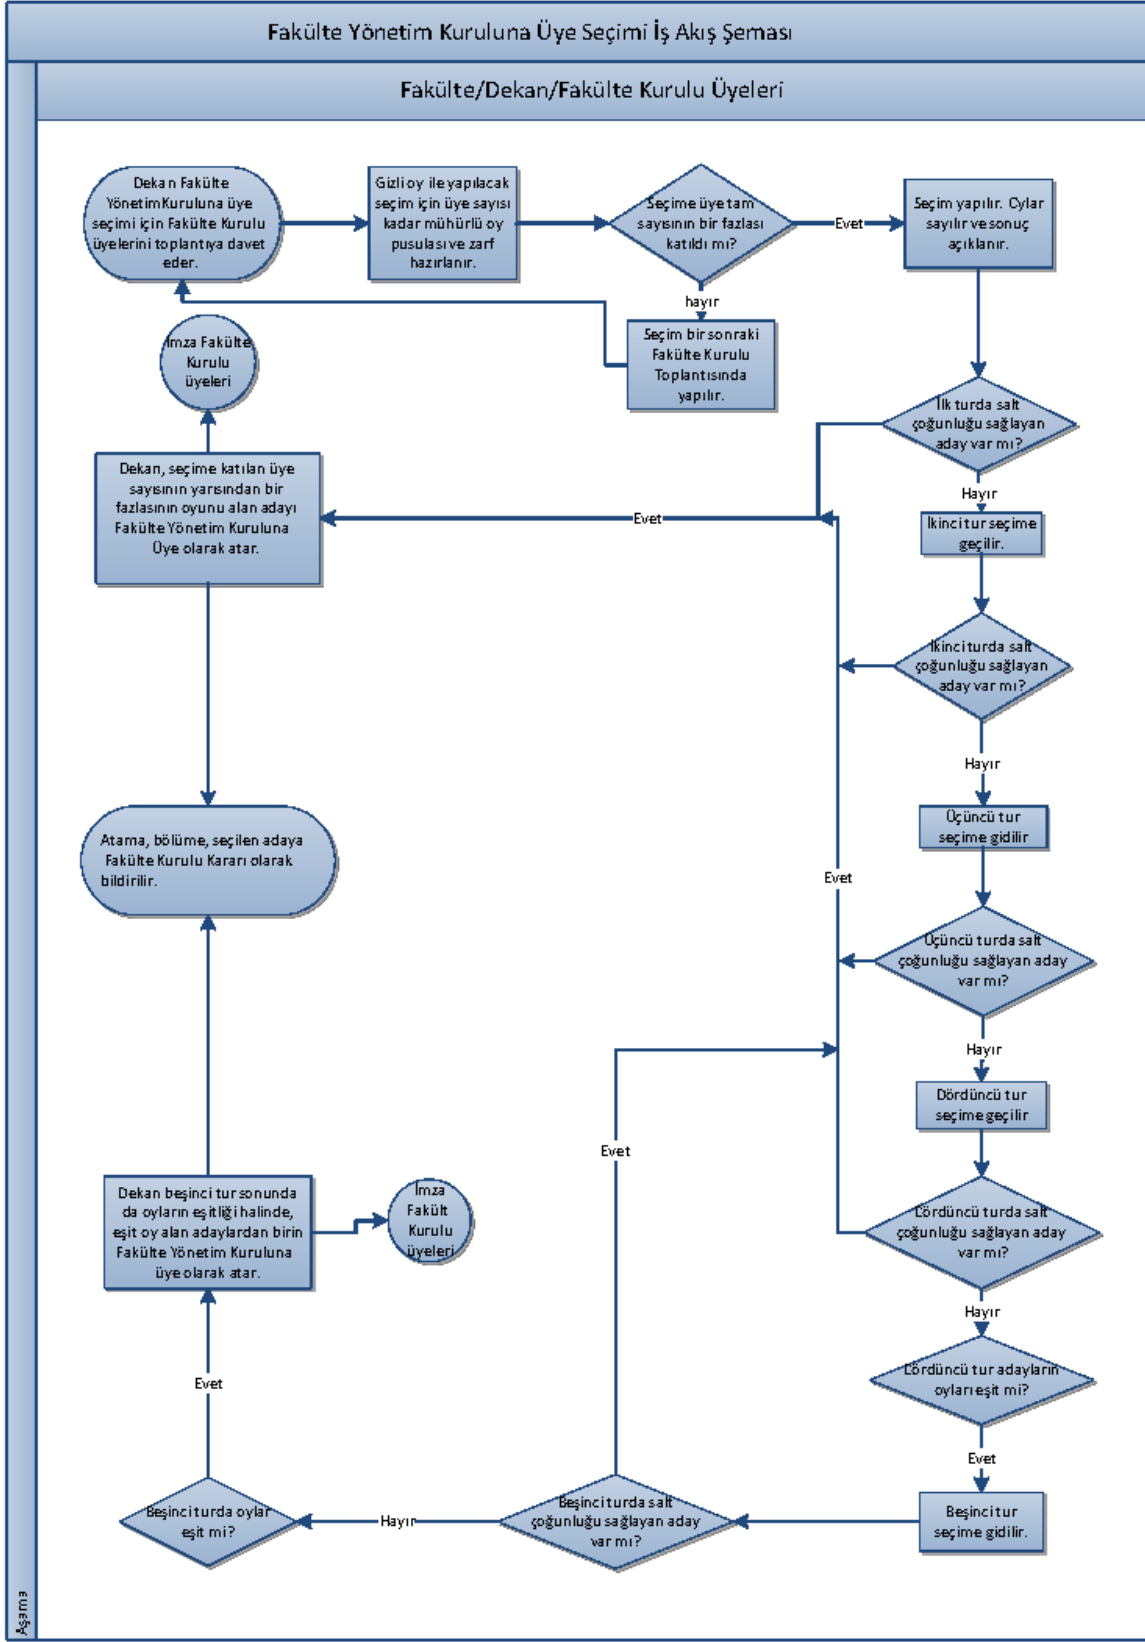 Fakülte Yönetim Kuruluna Üye Seçimi İş Akış Şeması
Fakülte/Dekan/Fakülte Kurulu Üyeleri
Dekan Fakülte
Yönetim Kuruluna üye
seçimi için Fakülte Kurulu
üyelerini toplantıya davet
eder.
Gizli oy ile yapılacak
seçim için üye sayısı
kadar mühürlü oy
pusulası ve zarf
hazırlanır.
Seçime üye tam
sayısının bir fazlası
katıldı mı?
Evet
Seçim yapılır. Oylar
sayılır ve sonuç
açıklanır.
hayır
Seçim bir sonraki
Fakülte Kurulu
Toplantısında
yapılır.
İmza Fakülte
Kurulu
üyeleri
İlk turda salt
çoğunluğu sağlayan
aday var mı?
Dekan, seçime katılan üye
sayısının yarısından bir
fazlasının oyunu alan adayı
Fakülte Yönetim Kuruluna
Üye olarak atar.
Evet
Hayır
İkinci tur seçime
geçilir.
İkinci turda salt
çoğunluğu sağlayan
aday var mı?
Hayır
Üçüncü tur
seçime gidilir
Atama, bölüme, seçilen adaya
Fakülte Kurulu Kararı olarak
bildirilir.
Evet
Üçüncü turda salt
çoğunluğu sağlayan aday
var mı?
Hayır
Dördüncü tur
seçime geçilir
Evet
Dekan beşinci tur sonunda
da oyların eşitliği halinde,
eşit oy alan adaylardan birin
Fakülte Yönetim Kuruluna
üye olarak atar.
İmza
Fakült
Kurulu
üyeleri
Dördüncü turda salt
çoğunluğu sağlayan aday
var mı?
Hayır
Dördüncü tur adayların
oyları eşit mi?
Evet
Evet
Beşinci turda oylar
eşit mi?
Hayır
Beşinci turda salt
çoğunluğu sağlayan aday
var mı?
Beşinci tur
seçime gidilir.
Aşama